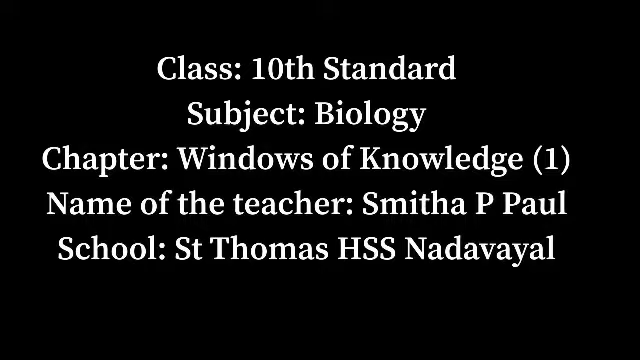 Class: 10th Standard
Subject: Biology
Chapter: Windows of Knowledge (1)
Name of the teacher: Smitha P Paul
School: St Thomas HSS Nadavayal